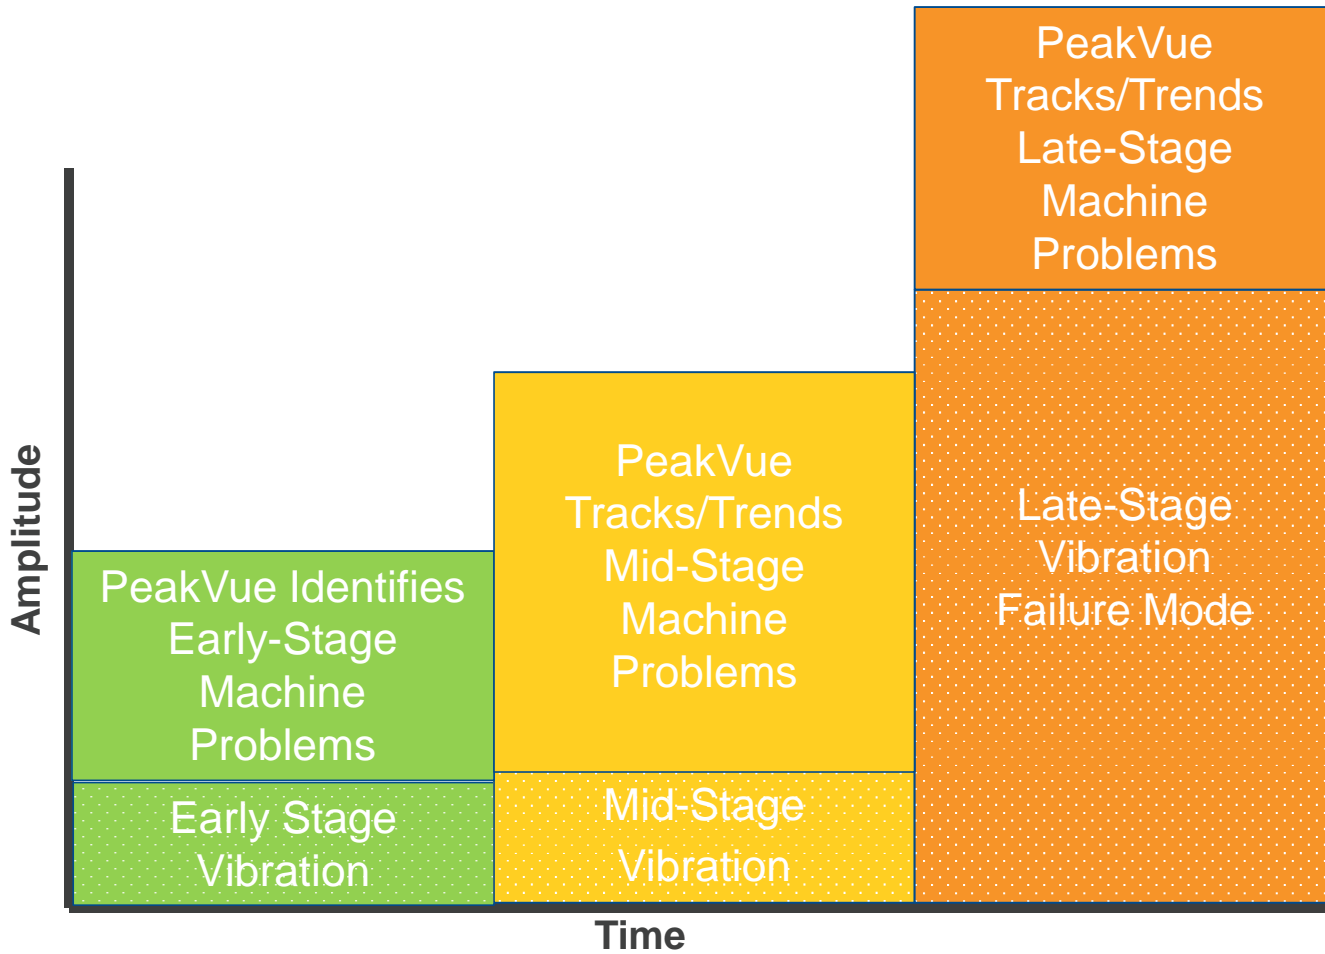 PeakVue
Tracks/Trends
Late-Stage
Machine
Problems
PeakVue
Tracks/Trends
Mid-Stage
Machine
Problems
Late-Stage
Vibration
Failure Mode
PeakVue Identifies
Early-Stage
Machine
Problems
Early Stage
Vibration
Mid-Stage
Vibration
Amplitude
Time